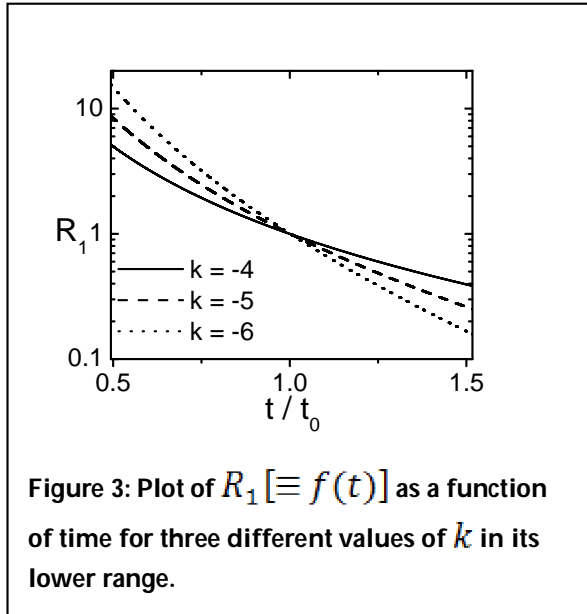 10
R₁ 1
k = -4
k = -5
k = -6
0.1
0.5 1.0 1.5
t / t₀
Figure 3: Plot of R₁[≡ f(t)] as a function
of time for three different values of k in its
lower range.